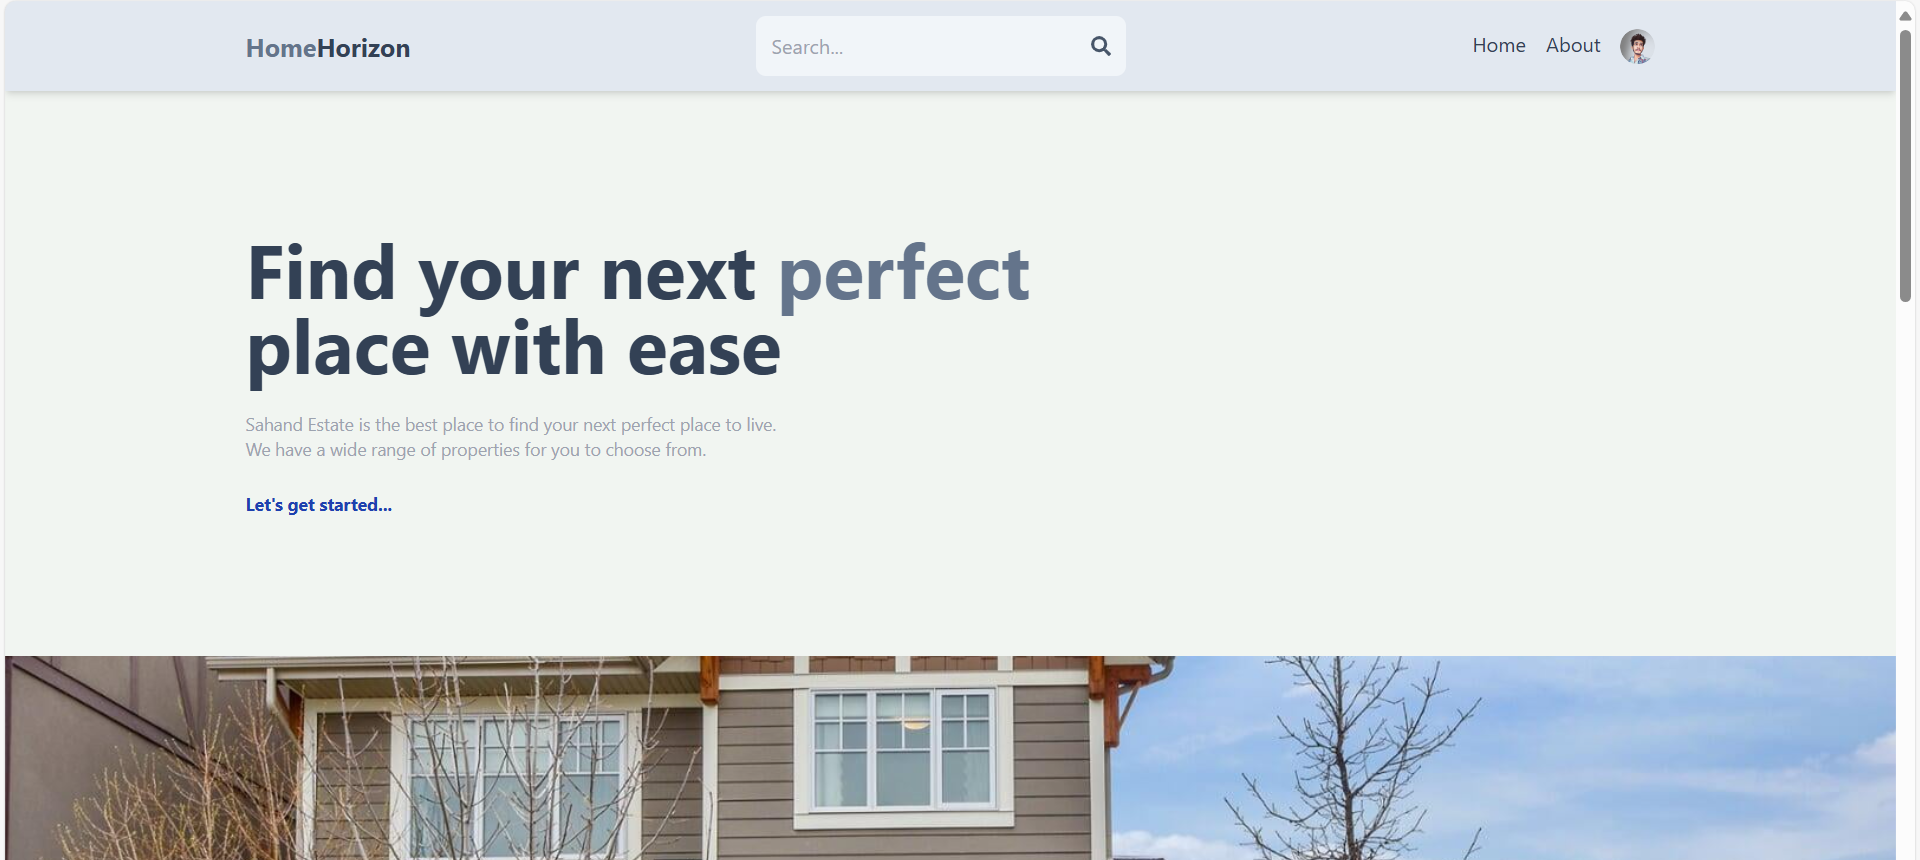 HomeHorizon
Search...
Home
About
Find your next perfect
place with ease
Sahand Estate is the best place to find your next perfect place to live.
We have a wide range of properties for you to choose from.
Let's get started...